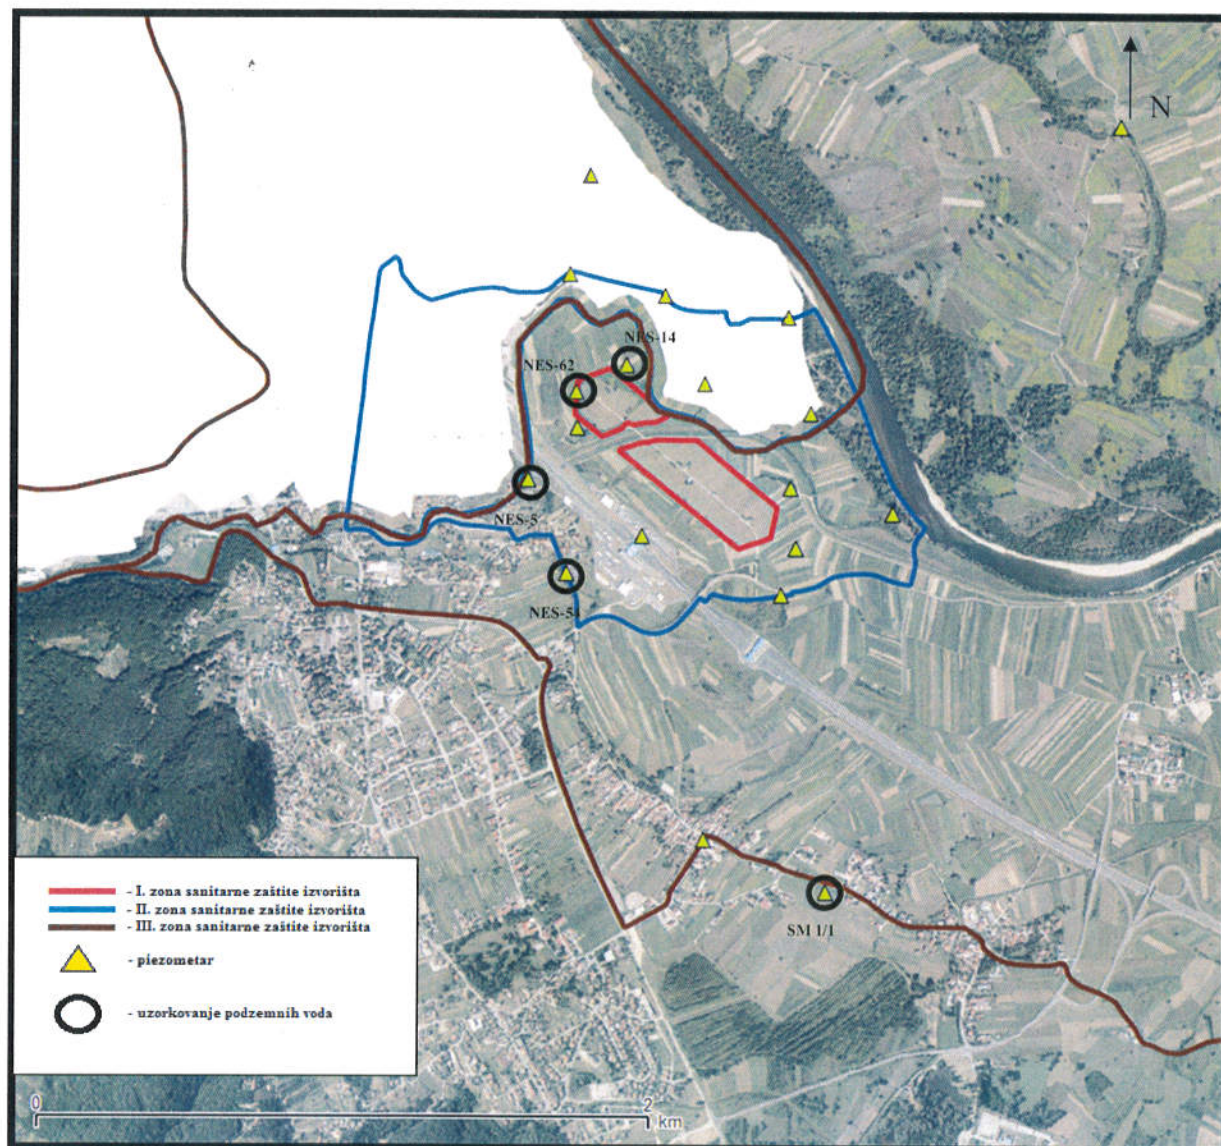 N
NES-14
NES-62
NES-5
NES-54
SM 1/1
- I. zona sanitarne zaštite izvorišta
- II. zona sanitarne zaštite izvorišta
- III. zona sanitarne zaštite izvorišta
- piezometar
- uzorkovanje podzemnih voda
0
2
km